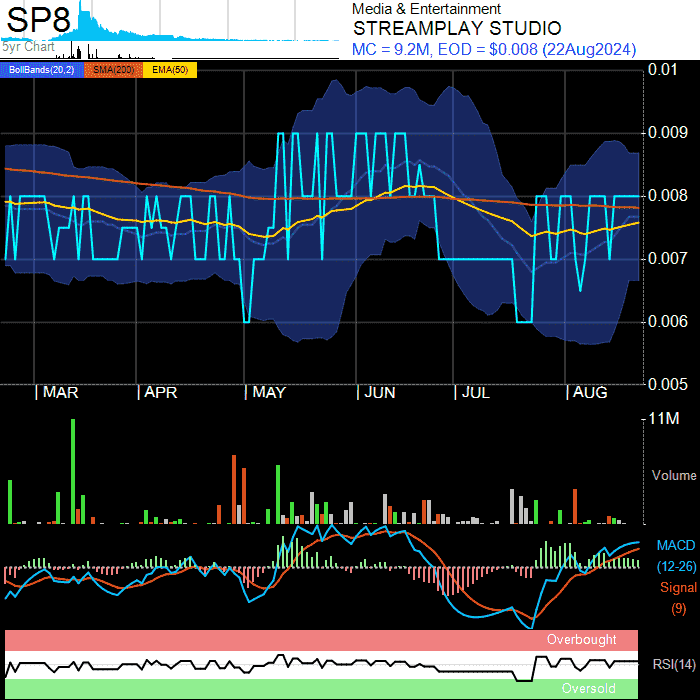 SP8
5yr Chart
Media & Entertainment
STREAMPLAY STUDIO
MC = 9.2M, EOD = $0.008 (22Aug2024)
BollBands(20,2) SMA(200) EMA(50)
0.01
0.009
0.008
0.007
0.006
0.005
MAR APR MAY JUN JUL AUG
11M
Volume
MACD
(12-26)
Signal
(9)
Overbought
RSI(14)
Oversold